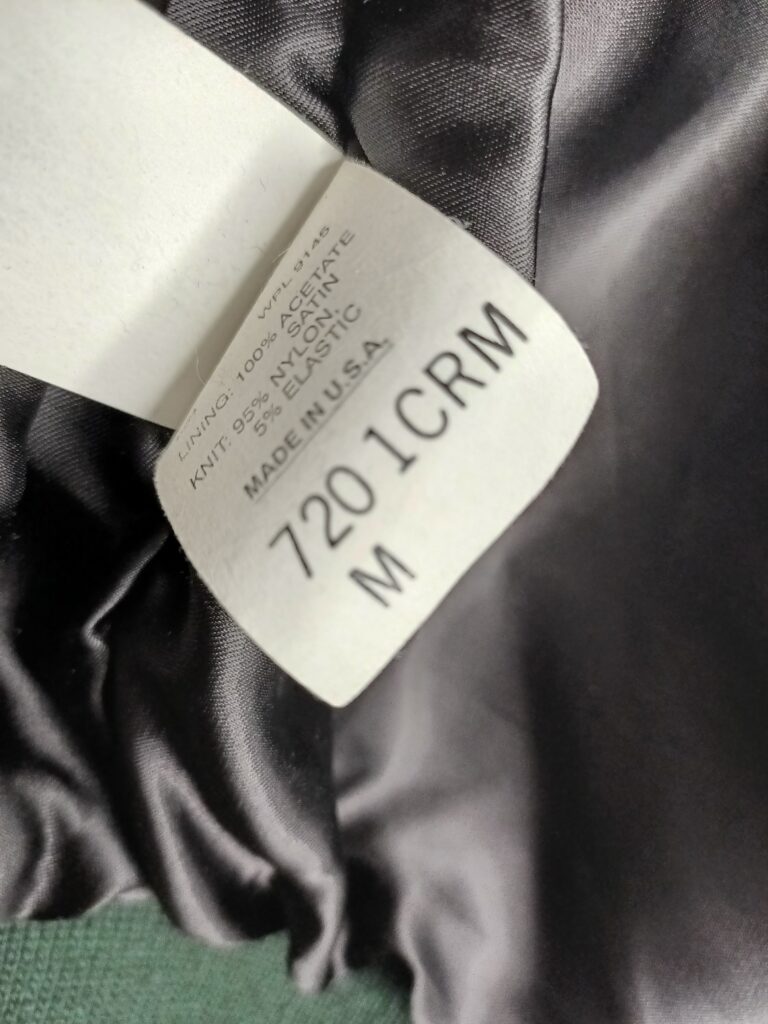 WPL 9145
LINING: 100% ACETATE
SATIN
KNIT: 95% NYLON,
5% ELASTIC
MADE IN U.S.A.
720 1CRM
M